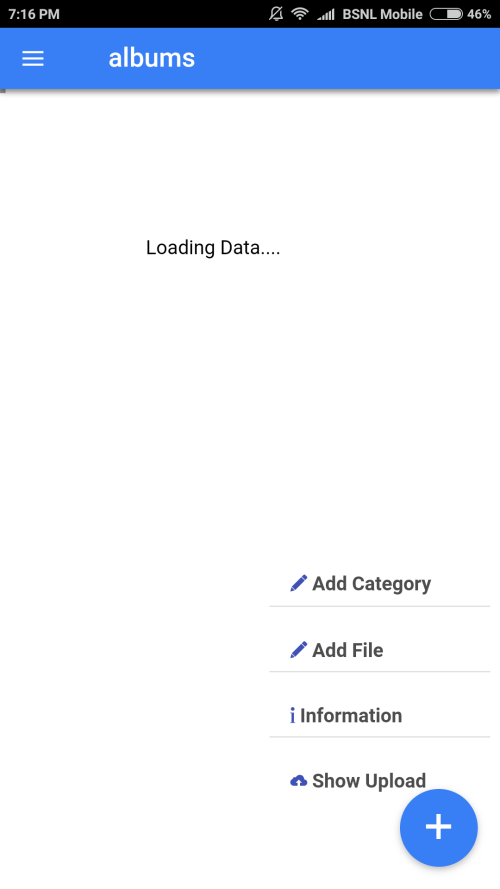 7:16 PM BSNL Mobile 46%
albums
Loading Data....
Add Category
Add File
Information
Show Upload